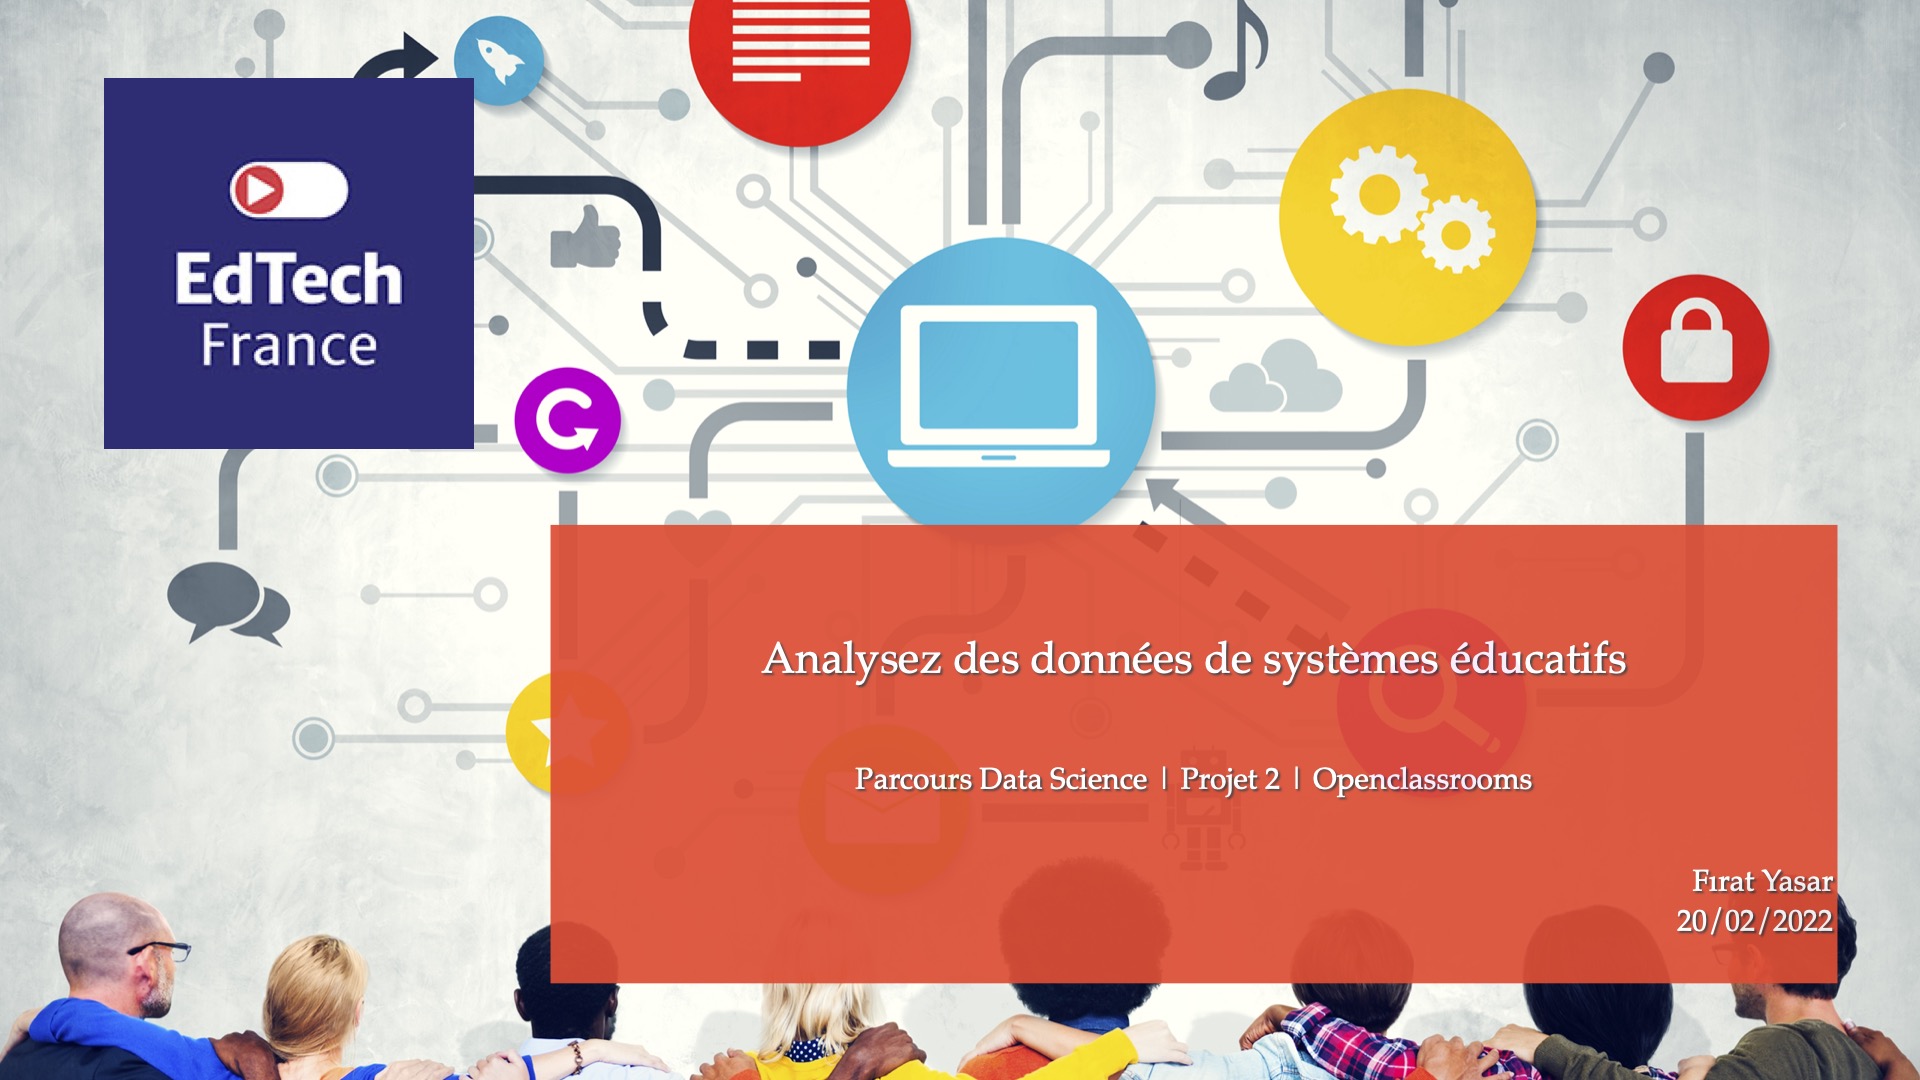 EdTech
France
Analysez des données de systèmes éducatifs
Parcours Data Science | Projet 2 | Openclassrooms
Fırat Yasar
20/02/2022